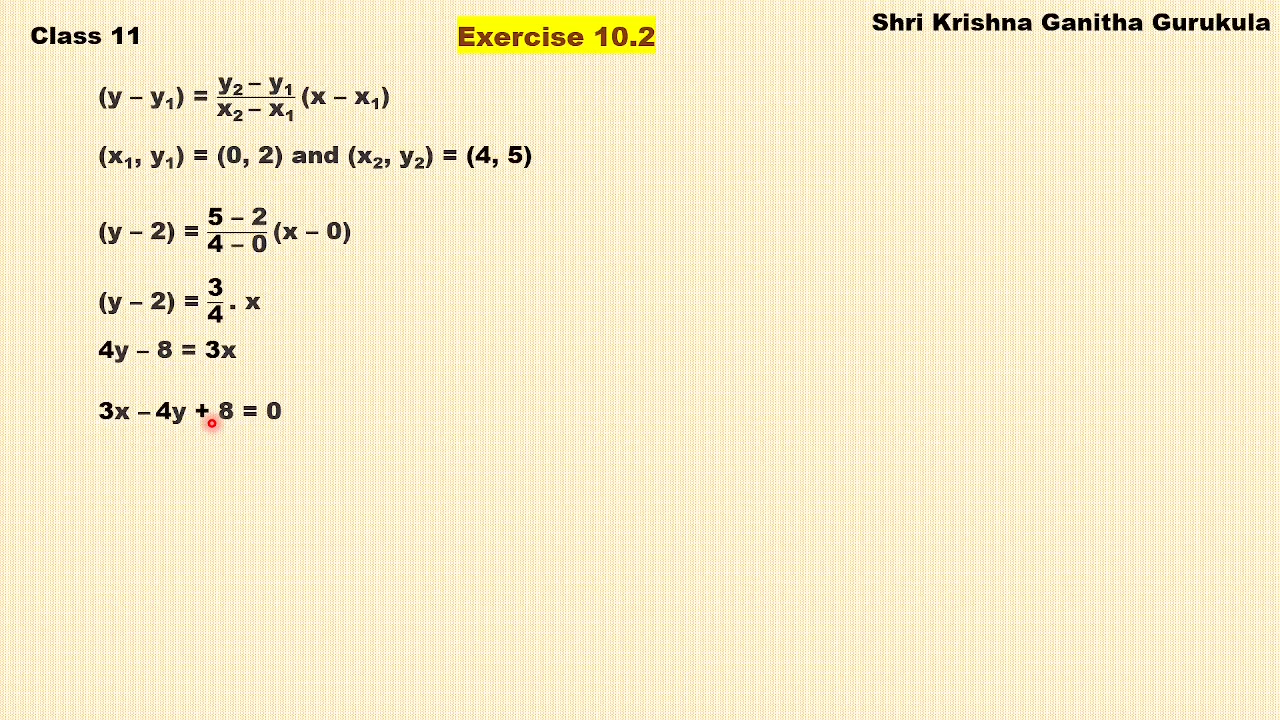 Class 11
Exercise 10.2
Shri Krishna Ganitha Gurukula
(y – y₁) = (y₂ – y₁)/(x₂ – x₁) (x – x₁)
(x₁, y₁) = (0, 2) and (x₂, y₂) = (4, 5)
(y – 2) = (5 – 2)/(4 – 0) (x – 0)
(y – 2) = 3/4 . x
4y – 8 = 3x
3x – 4y + 8 = 0